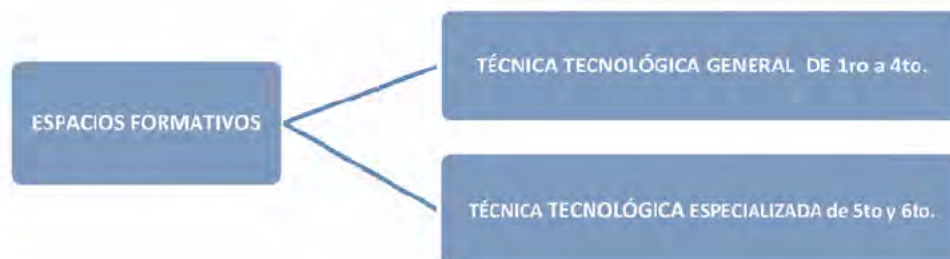 ESPACIOS FORMATIVOS
TÉCNICA TECNOLÓGICA GENERAL DE 1ro a 4to.
TÉCNICA TECNOLÓGICA ESPECIALIZADA de 5to y 6to.